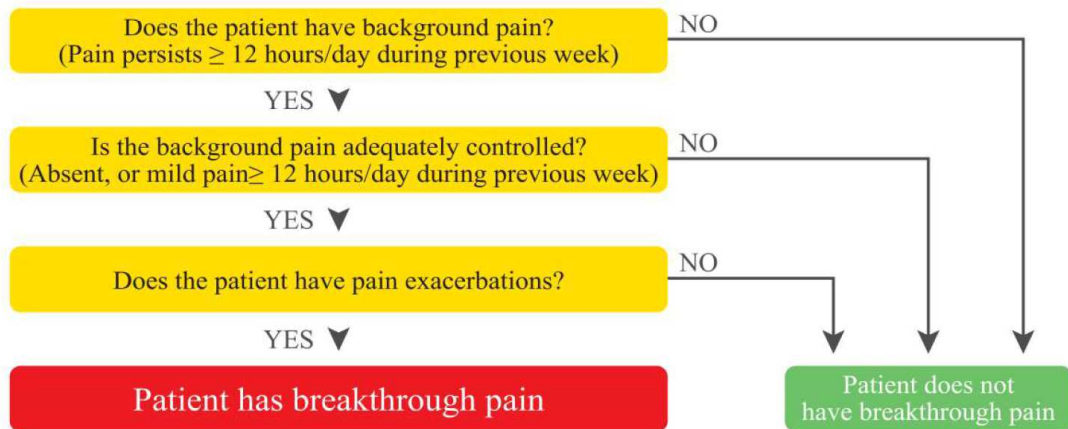 Does the patient have background pain?
(Pain persists ≥ 12 hours/day during previous week)
NO
YES
Is the background pain adequately controlled?
(Absent, or mild pain≥ 12 hours/day during previous week)
NO
YES
Does the patient have pain exacerbations?
NO
YES
Patient has breakthrough pain
Patient does not
have breakthrough pain